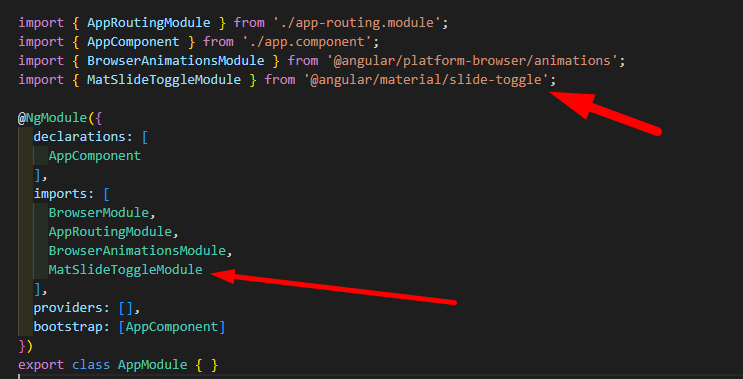 import { AppRoutingModule } from './app-routing.module';
import { AppComponent } from './app.component';
import { BrowserAnimationsModule } from '@angular/platform-browser/animations';
import { MatSlideToggleModule } from '@angular/material/slide-toggle';

@NgModule({
  declarations: [
    AppComponent
  ],
  imports: [
    BrowserModule,
    AppRoutingModule,
    BrowserAnimationsModule,
    MatSlideToggleModule
  ],
  providers: [],
  bootstrap: [AppComponent]
})
export class AppModule { }